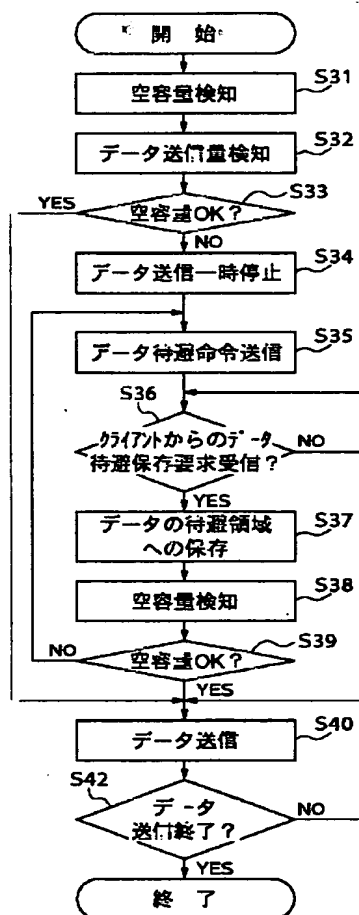 開始
S31
空容量検知
S32
データ送信量検知
S33
YES
空容量OK?
NO
S34
データ送信一時停止
S35
データ待避命令送信
S36
クライアントからのデータ
待避保存要求受信?
NO
YES
S37
データの待避領域
への保存
S38
空容量検知
S39
NO
空容量OK?
YES
S40
データ送信
S42
データ
送信終了?
NO
YES
終了